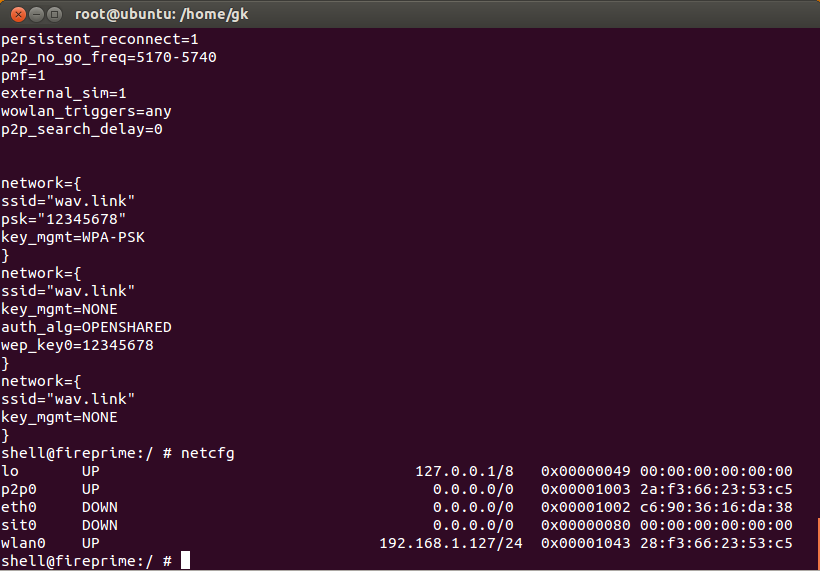 root@ubuntu: /home/gk
persistent_reconnect=1
p2p_no_go_freq=5170-5740
pmf=1
external_sim=1
wowlan_triggers=any
p2p_search_delay=0
network={
ssid="wav.link"
psk="12345678"
key_mgmt=WPA-PSK
}
network={
ssid="wav.link"
key_mgmt=NONE
auth_alg=OPENSHARED
wep_key0=12345678
}
network={
ssid="wav.link"
key_mgmt=NONE
}
shell@fireprime:/ # netcfg
lo       UP                                   127.0.0.1/8   0x00000049 00:00:00:00:00:00
p2p0     UP                                     0.0.0.0/0   0x00001003 2a:f3:66:23:53:c5
eth0     DOWN                                   0.0.0.0/0   0x00001002 c6:90:36:16:da:38
sit0     DOWN                                   0.0.0.0/0   0x00000080 00:00:00:00:00:00
wlan0    UP                               192.168.1.127/24  0x00001043 28:f3:66:23:53:c5
shell@fireprime:/ #